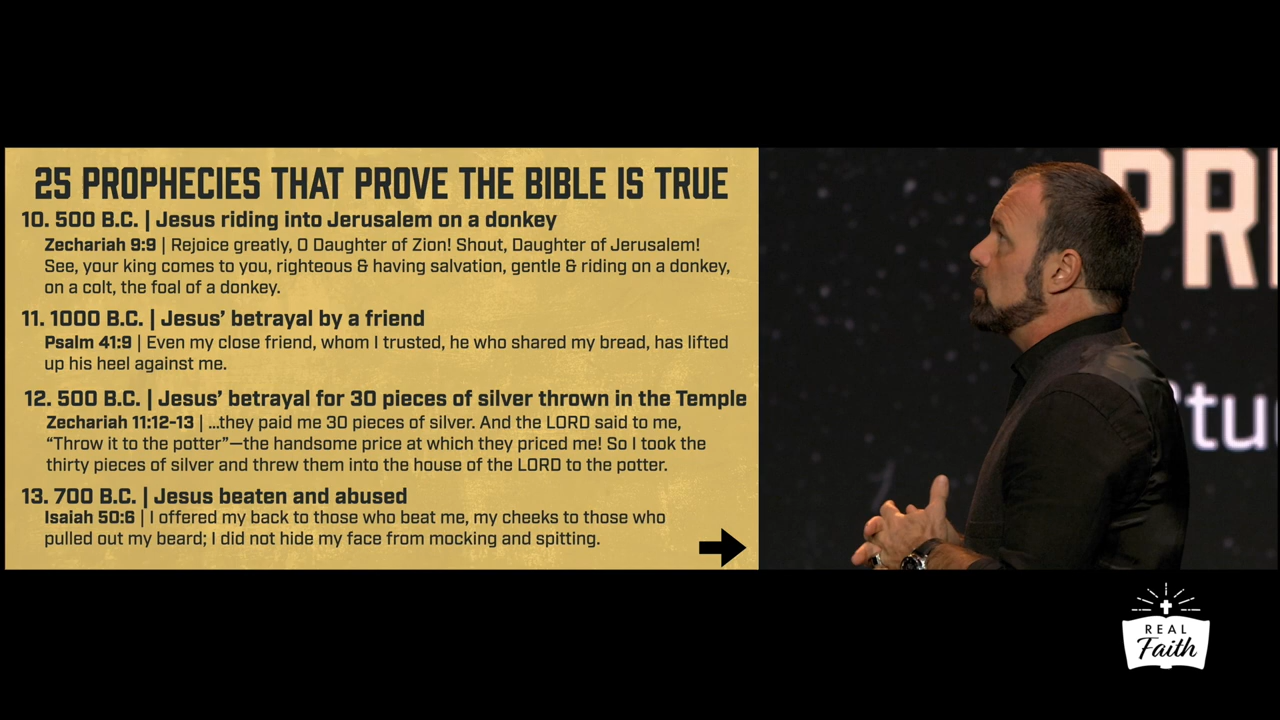 25 PROPHECIES THAT PROVE THE BIBLE IS TRUE
10. 500 B.C. | Jesus riding into Jerusalem on a donkey
Zechariah 9:9 | Rejoice greatly, O Daughter of Zion! Shout, Daughter of Jerusalem!
See, your king comes to you, righteous & having salvation, gentle & riding on a donkey,
on a colt, the foal of a donkey.
11. 1000 B.C. | Jesus' betrayal by a friend
Psalm 41:9 | Even my close friend, whom I trusted, he who shared my bread, has lifted
up his heel against me.
12. 500 B.C. | Jesus' betrayal for 30 pieces of silver thrown in the Temple
Zechariah 11:12-13 | ...they paid me 30 pieces of silver. And the LORD said to me,
“Throw it to the potter”—the handsome price at which they priced me! So I took the
thirty pieces of silver and threw them into the house of the LORD to the potter.
13. 700 B.C. | Jesus beaten and abused
Isaiah 50:6 | I offered my back to those who beat me, my cheeks to those who
pulled out my beard; I did not hide my face from mocking and spitting.
PR
tu
REAL
Faith